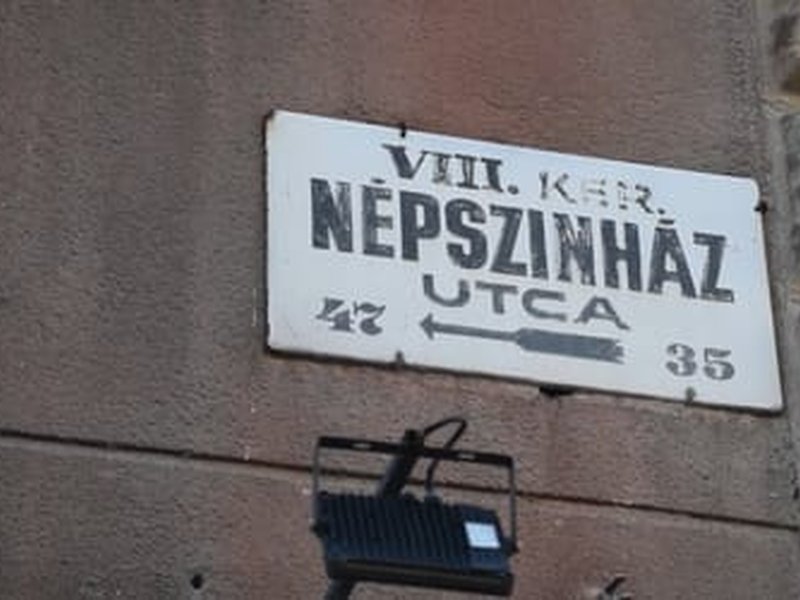 VIII. KER.
NÉPSZINHÁZ
UTCA
47 35